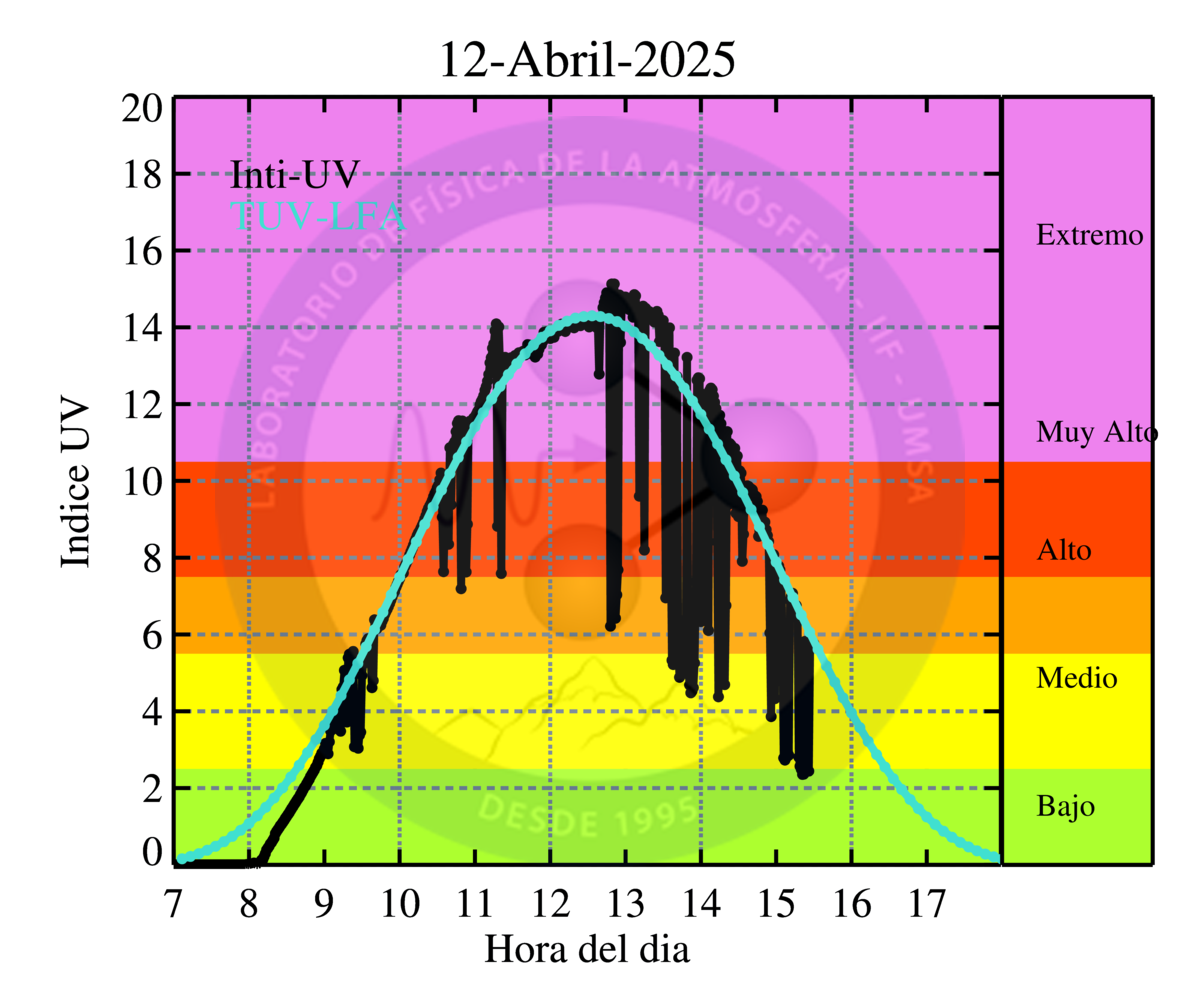 12-Abril-2025
Inti-UV
TUV-LFA
LABORATORIO DE FÍSICA DE LA ATMÓSFERA - IIF - UMSA
DESDE 1995
Indice UV
20
18
16
14
12
10
8
6
4
2
0
Extremo
Muy Alto
Alto
Medio
Bajo
7 8 9 10 11 12 13 14 15 16 17
Hora del dia